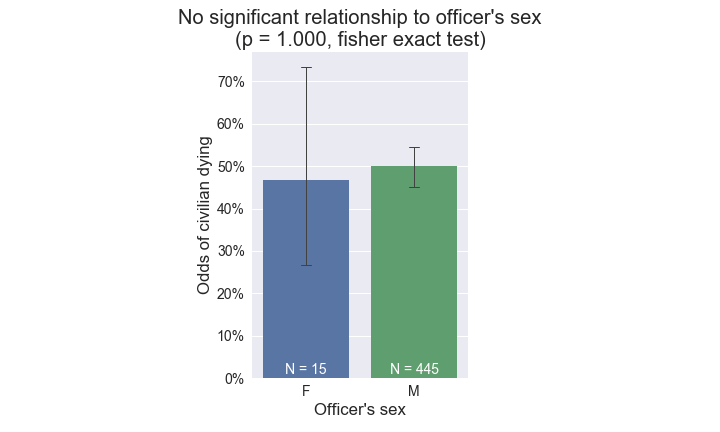 No significant relationship to officer's sex
(p = 1.000, fisher exact test)
Odds of civilian dying
70%
60%
50%
40%
30%
20%
10%
0%
N = 15
N = 445
F
M
Officer's sex